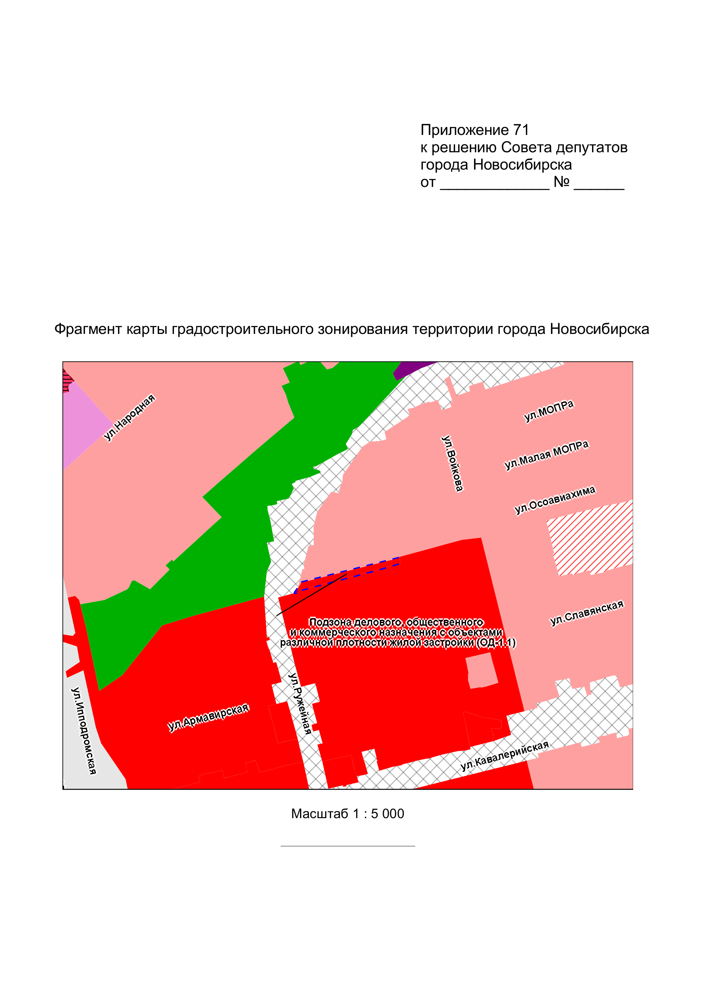 Приложение 71
к решению Совета депутатов
города Новосибирска
от _____________ № ______
Фрагмент карты градостроительного зонирования территории города Новосибирска
ул.Народная
ул.МОПРа
ул.Войкова
ул.Малая МОПРа
ул.Осоавиахима
ул.Славянская
Подзона делового, общественного
и коммерческого назначения с объектами
различной плотности жилой застройки (ОД-1.1)
ул.Ружейная
ул.Армавирская
ул.Ипподромская
ул.Кавалерийская
Масштаб 1 : 5 000